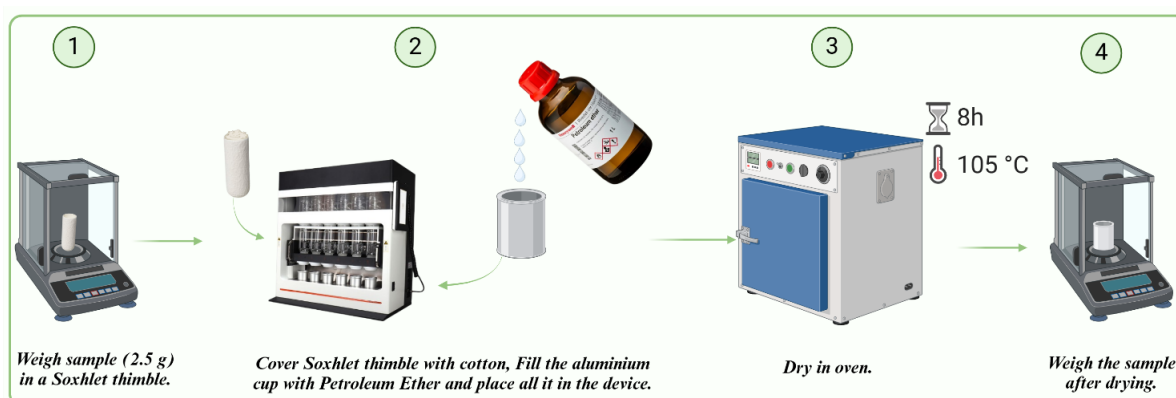 1
2
3
4
Petroleum ether
1 L
8h
105 °C
Weigh sample (2.5 g)
in a Soxhlet thimble.
Cover Soxhlet thimble with cotton, Fill the aluminium
cup with Petroleum Ether and place all it in the device.
Dry in oven.
Weigh the sample
after drying.